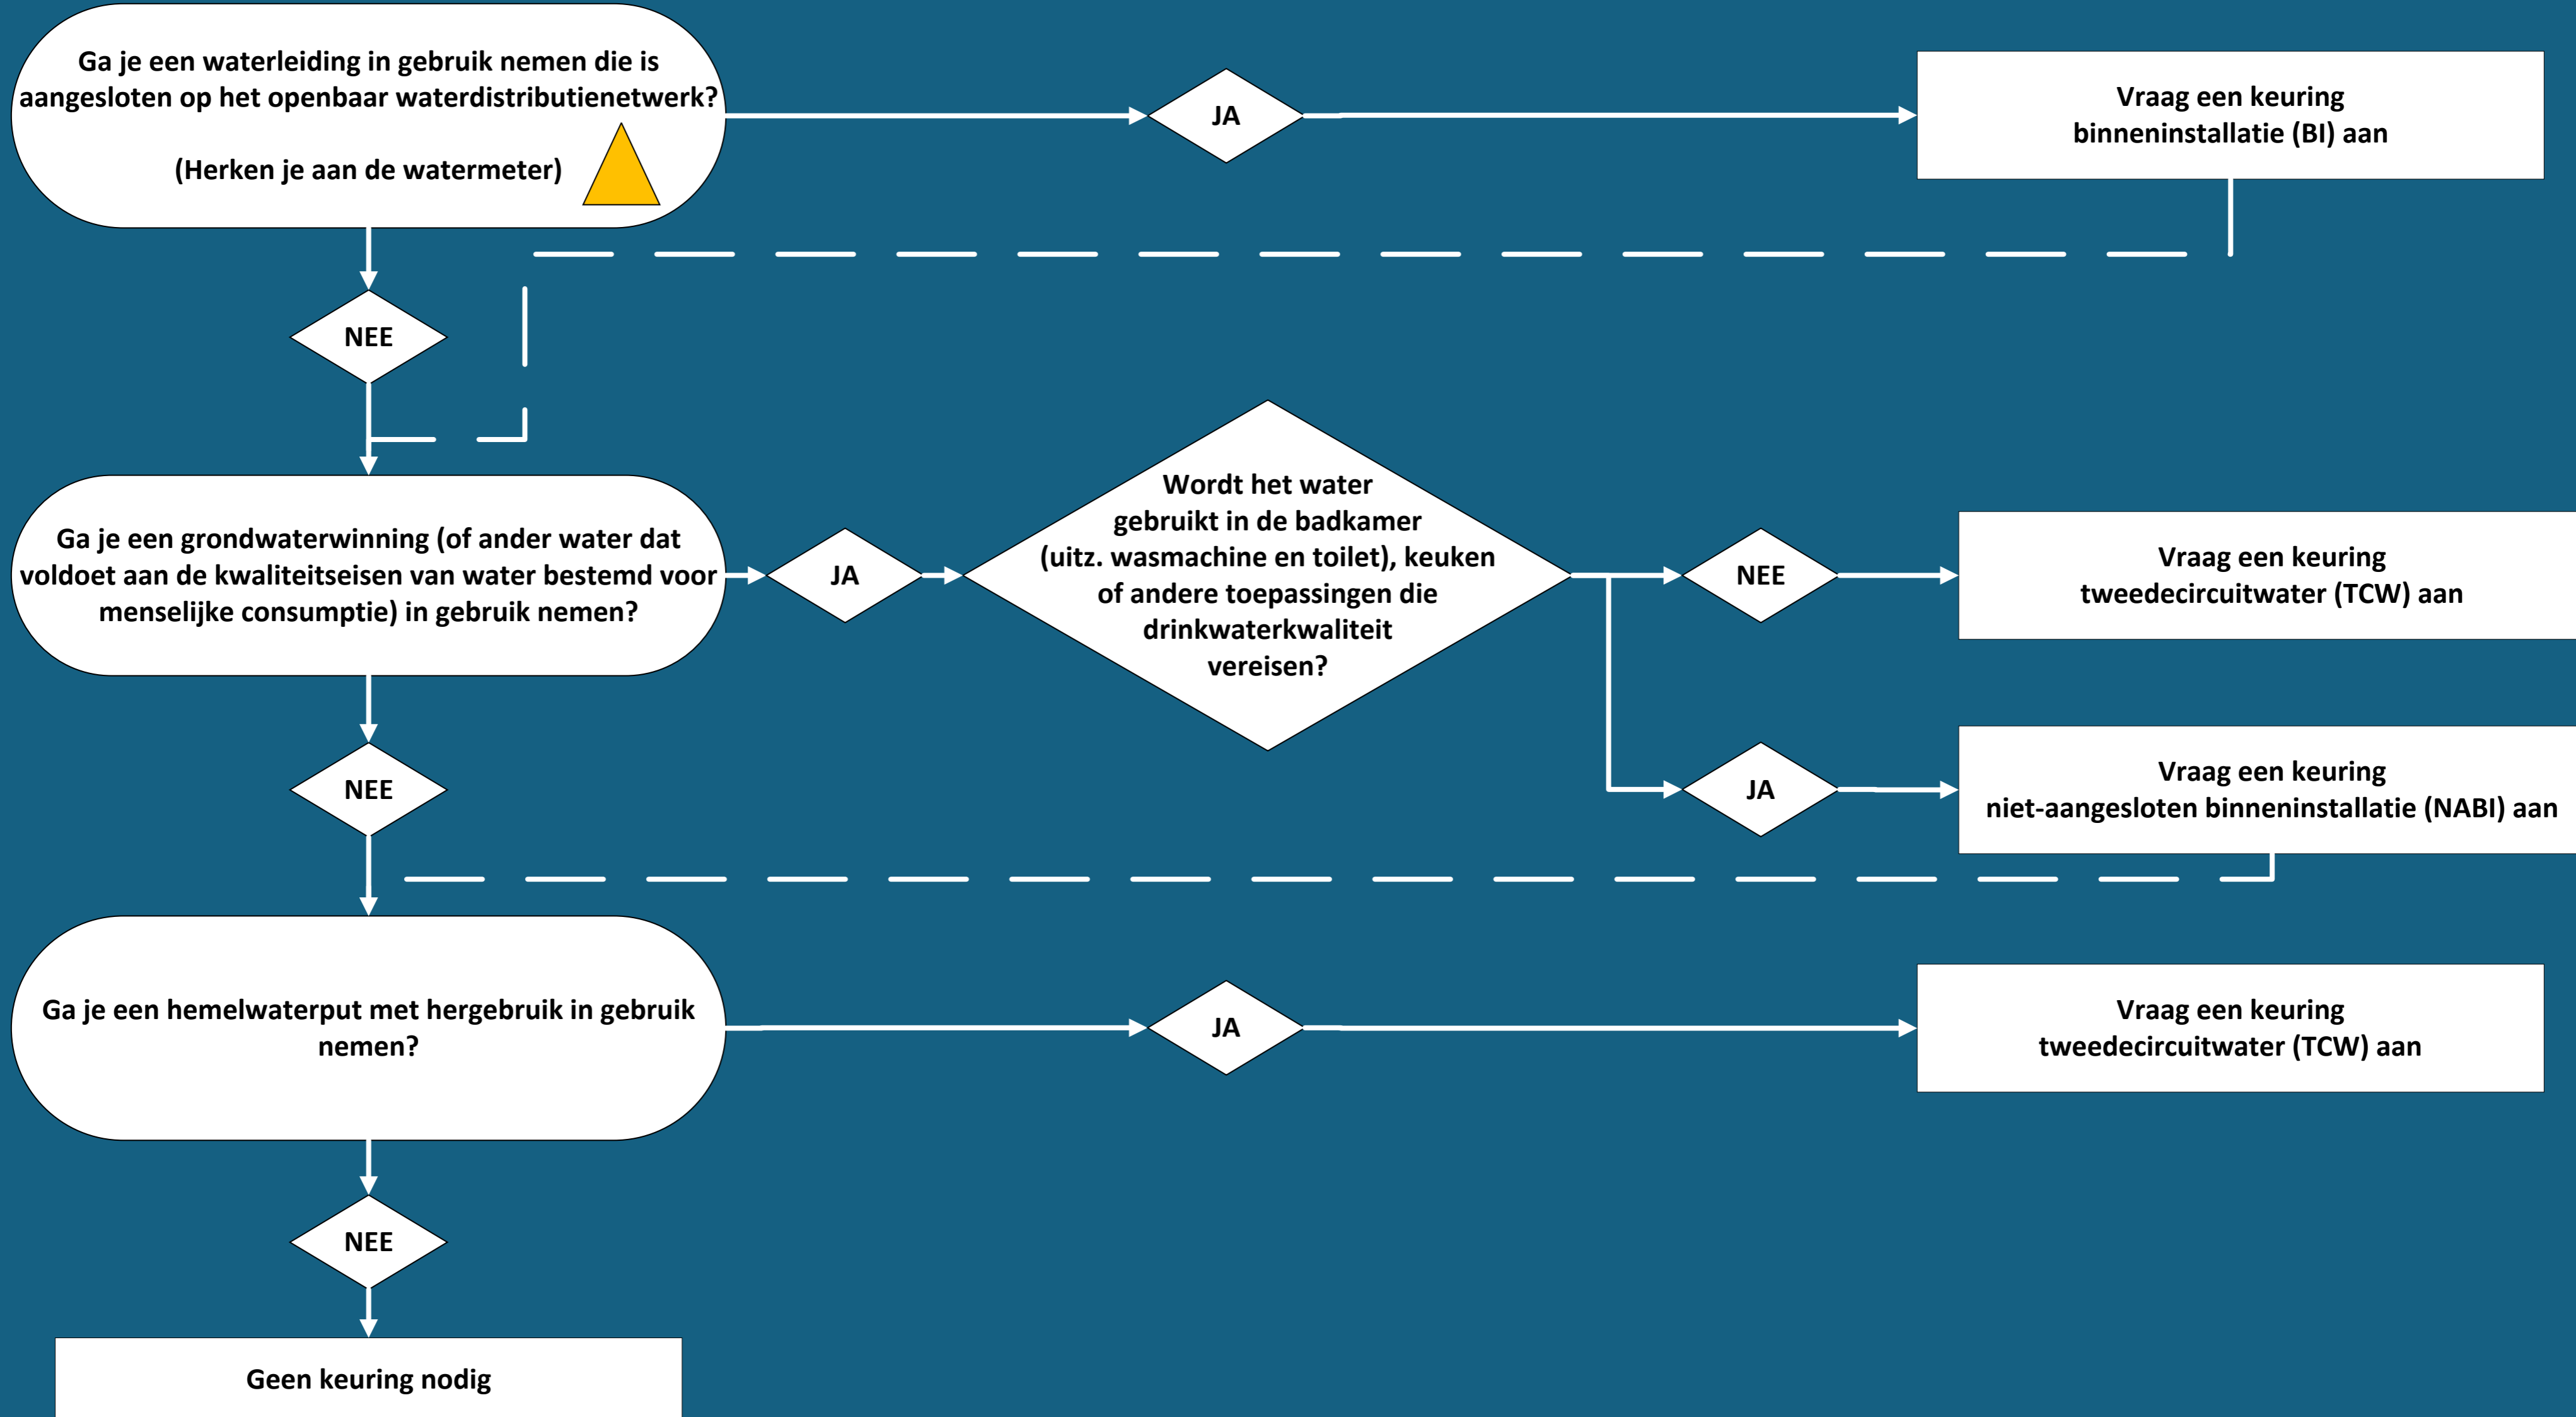 Ga je een waterleiding in gebruik nemen die is
aangesloten op het openbaar waterdistributienetwerk?
(Herken je aan de watermeter)
JA
Vraag een keuring
binneninstallatie (BI) aan
NEE
Ga je een grondwaterwinning (of ander water dat
voldoet aan de kwaliteitseisen van water bestemd voor
menselijke consumptie) in gebruik nemen?
JA
Wordt het water
gebruikt in de badkamer
(uitz. wasmachine en toilet), keuken
of andere toepassingen die
drinkwaterkwaliteit
vereisen?
NEE
Vraag een keuring
tweedecircuitwater (TCW) aan
JA
Vraag een keuring
niet-aangesloten binneninstallatie (NABI) aan
NEE
Ga je een hemelwaterput met hergebruik in gebruik
nemen?
JA
Vraag een keuring
tweedecircuitwater (TCW) aan
NEE
Geen keuring nodig